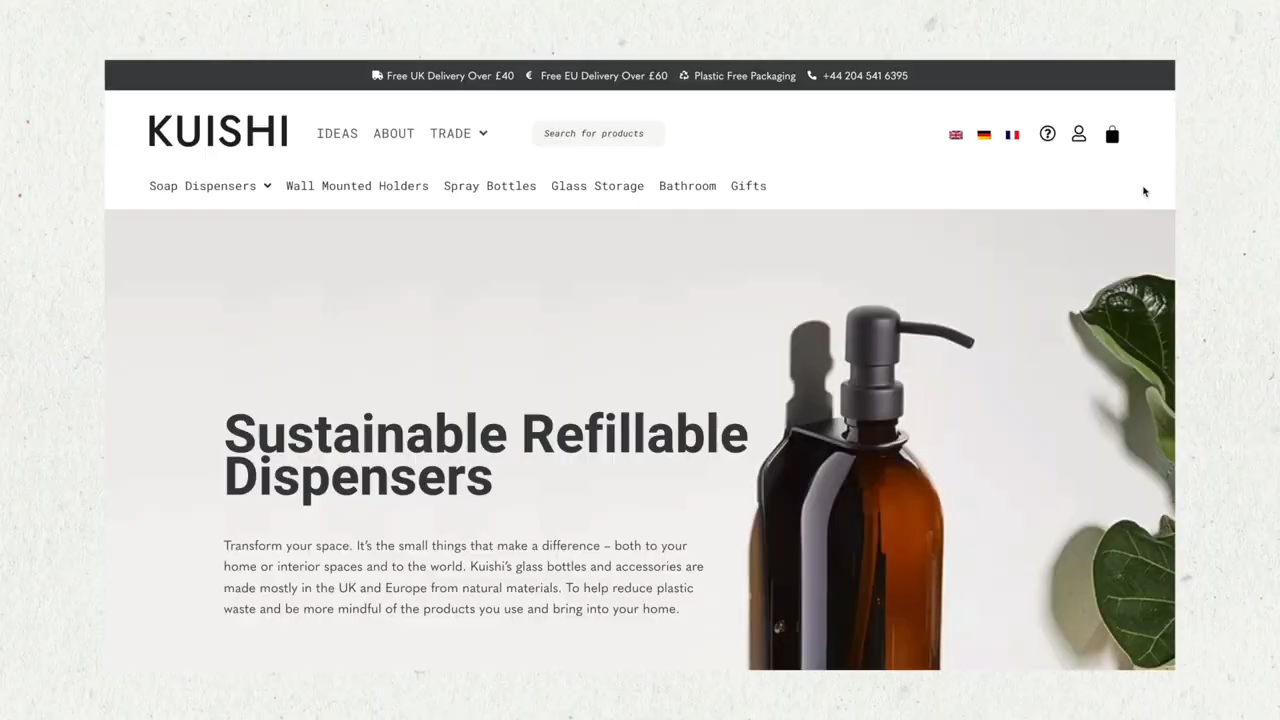 Free UK Delivery Over £40 € Free EU Delivery Over £60 Plastic Free Packaging +44 204 541 6395
KUISHI IDEAS ABOUT TRADE Search for products
Soap Dispensers Wall Mounted Holders Spray Bottles Glass Storage Bathroom Gifts
Sustainable Refillable
Dispensers
Transform your space. It's the small things that make a difference – both to your
home or interior spaces and to the world. Kuishi's glass bottles and accessories are
made mostly in the UK and Europe from natural materials. To help reduce plastic
waste and be more mindful of the products you use and bring into your home.